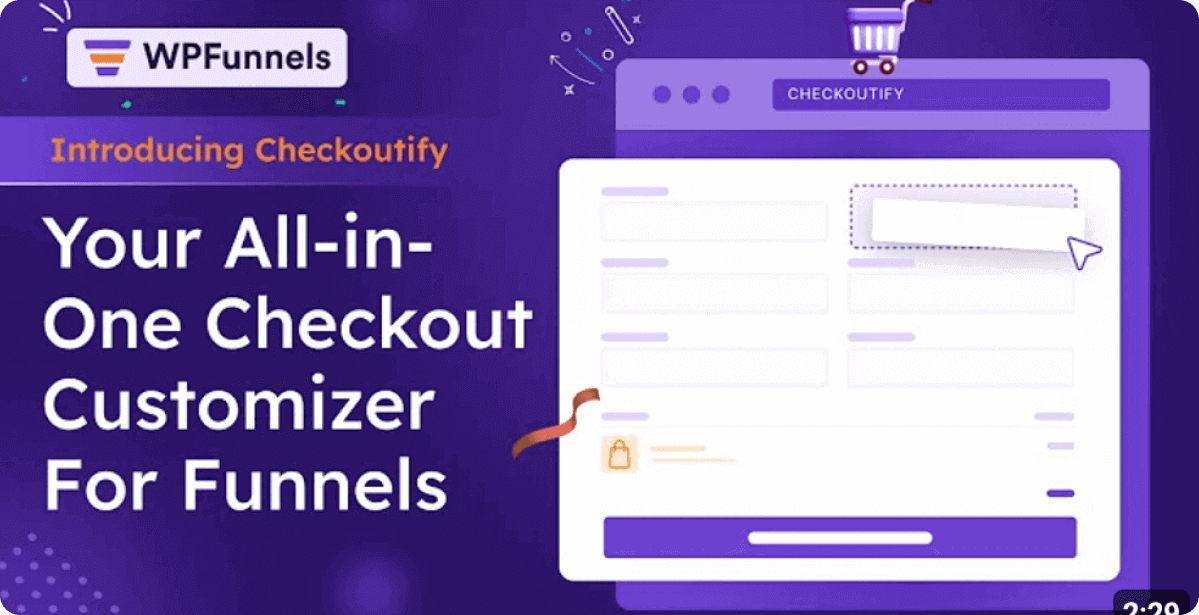 WPFunnels
CHECKOUTIFY
Introducing Checkoutify
Your All-in-
One Checkout
Customizer
For Funnels
2:29